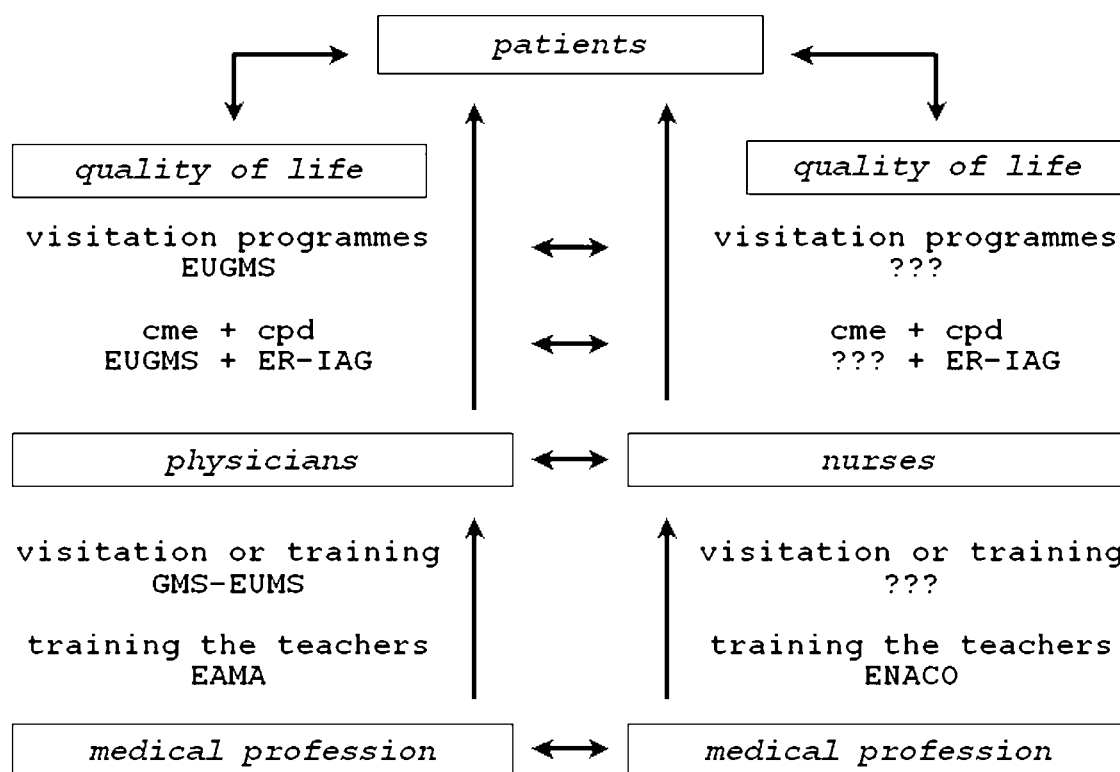 patients
quality of life
visitation programmes
EUGMS
cme + cpd
EUGMS + ER-IAG
quality of life
visitation programmes
???
cme + cpd
??? + ER-IAG
physicians
nurses
visitation or training
GMS-EUMS
training the teachers
EAMA
visitation or training
???
training the teachers
ENACO
medical profession
medical profession